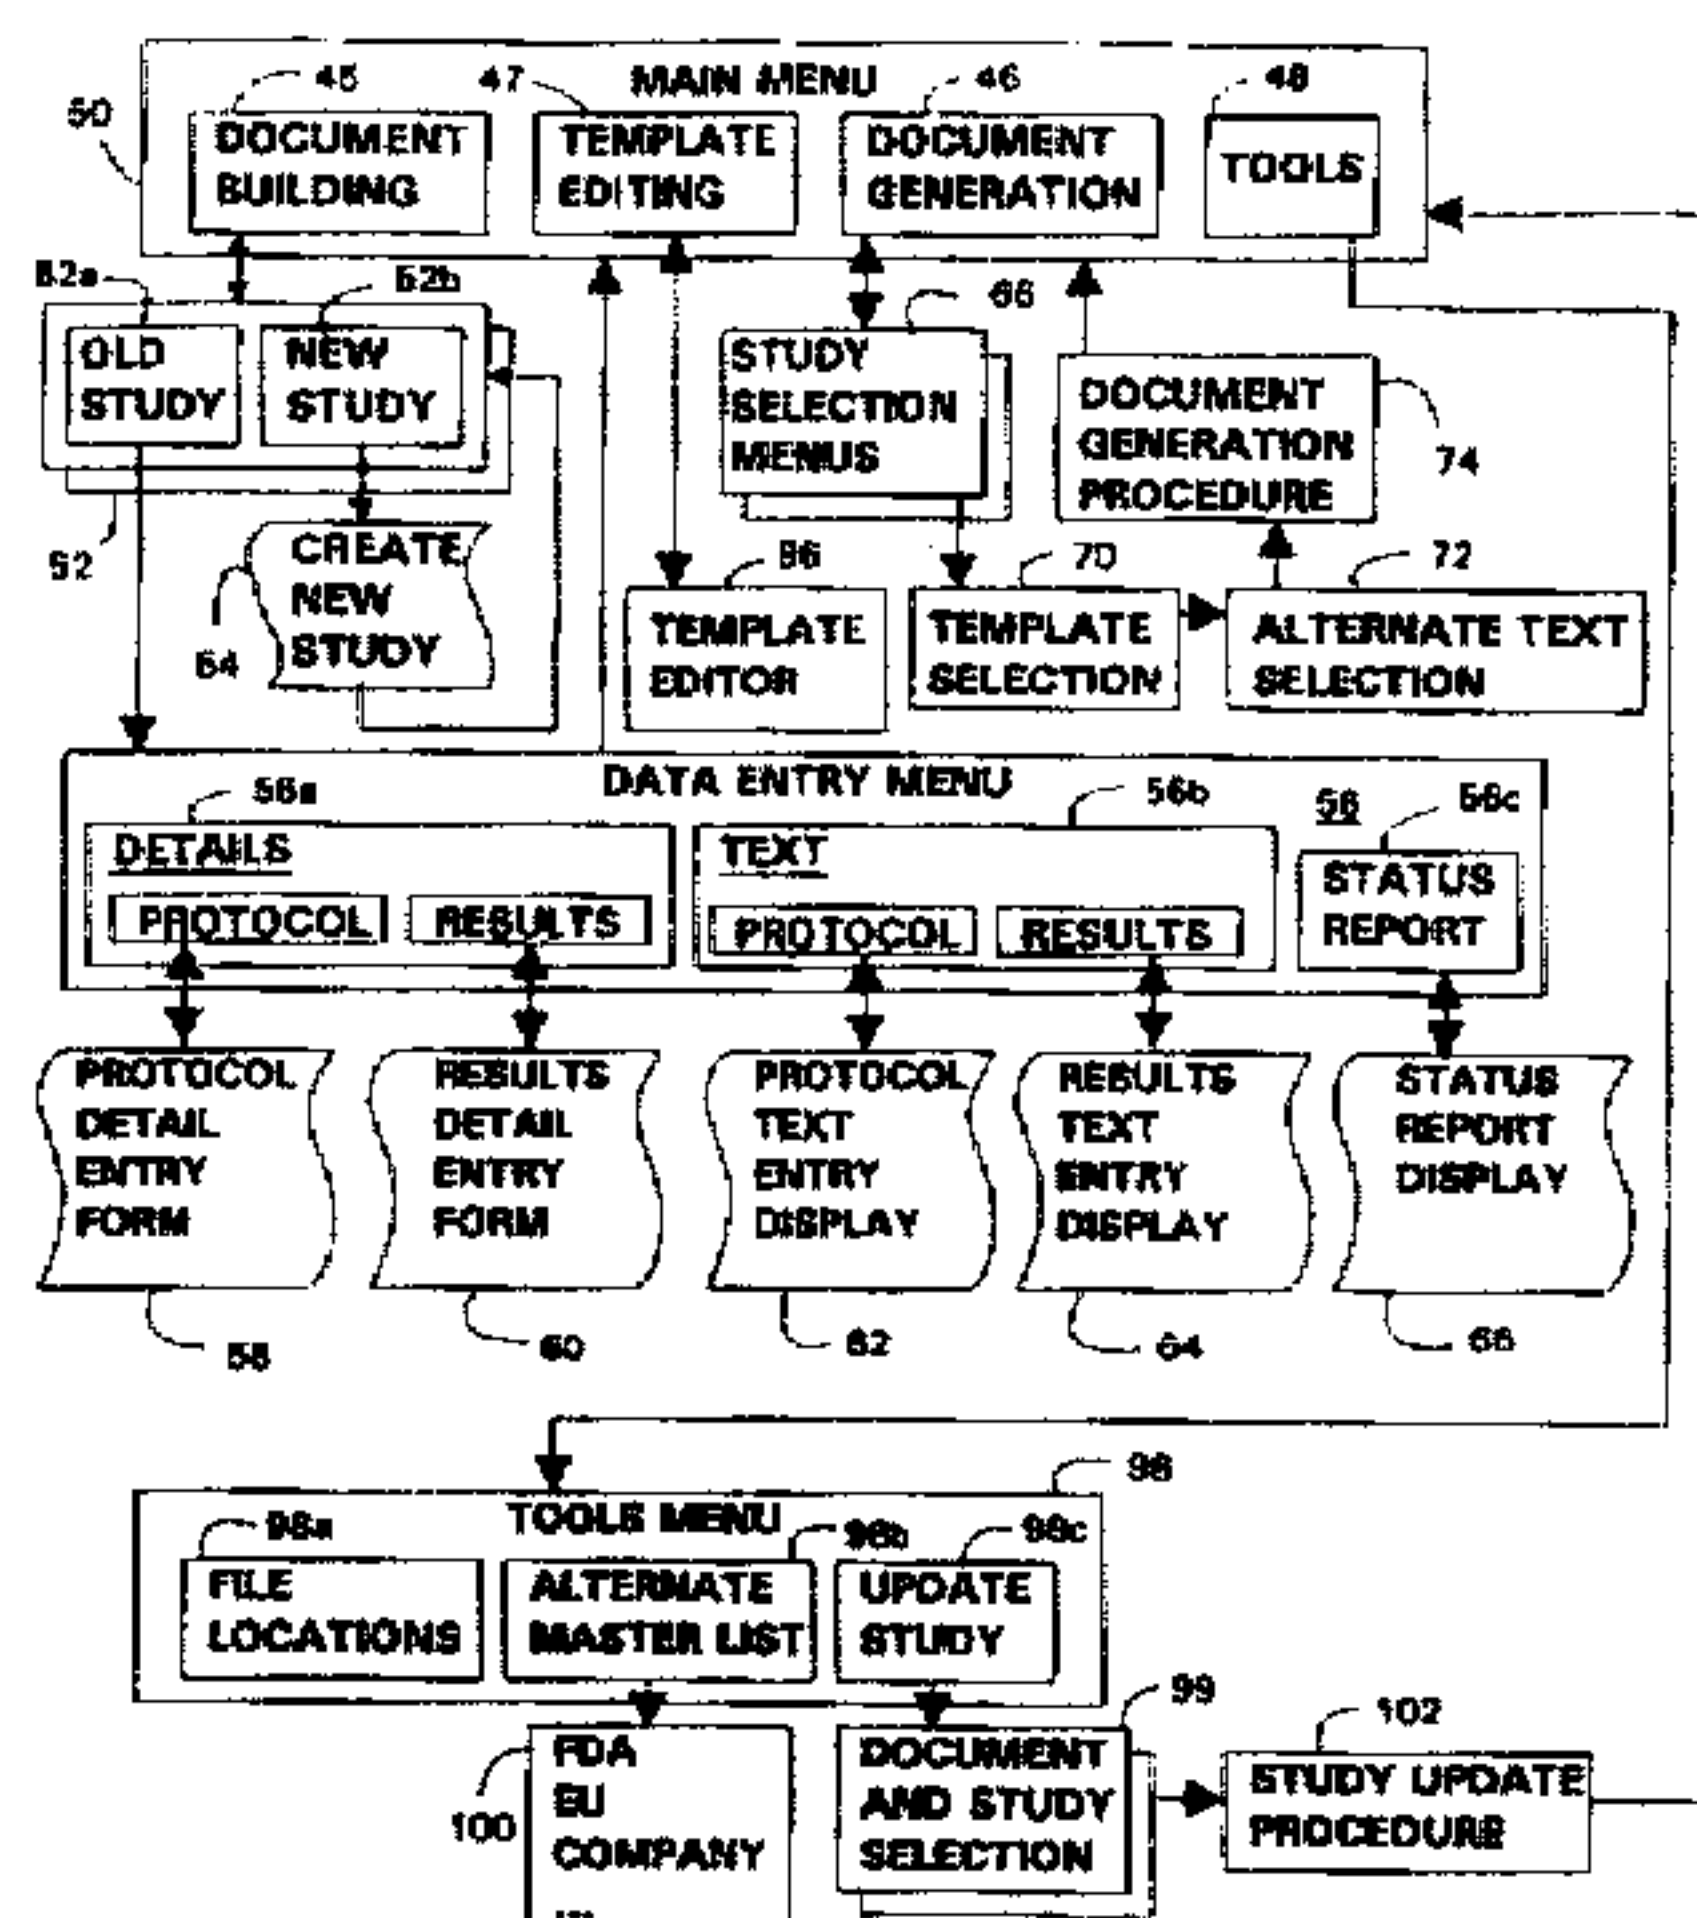 MAIN MENU
45
47
46
48
50
DOCUMENT
BUILDING
TEMPLATE
EDITING
DOCUMENT
GENERATION
TOOLS
52a
52b
OLD
STUDY
NEW
STUDY
52
CREATE
NEW
STUDY
54
STUDY
SELECTION
MENUS
DOCUMENT
GENERATION
PROCEDURE
74
96
TEMPLATE
EDITOR
70
TEMPLATE
SELECTION
72
ALTERNATE TEXT
SELECTION
DATA ENTRY MENU
56a
56b
56
56c
DETAILS
PROTOCOL
RESULTS
TEXT
PROTOCOL
RESULTS
STATUS
REPORT
PROTOCOL
DETAIL
ENTRY
FORM
58
RESULTS
DETAIL
ENTRY
FORM
60
PROTOCOL
TEXT
ENTRY
DISPLAY
62
RESULTS
TEXT
ENTRY
DISPLAY
64
STATUS
REPORT
DISPLAY
66
98
TOOLS MENU
98a
98b
98c
FILE
LOCATIONS
ALTERNATE
MASTER LIST
UPDATE
STUDY
100
FDA
EU
COMPANY
99
DOCUMENT
AND STUDY
SELECTION
102
STUDY UPDATE
PROCEDURE